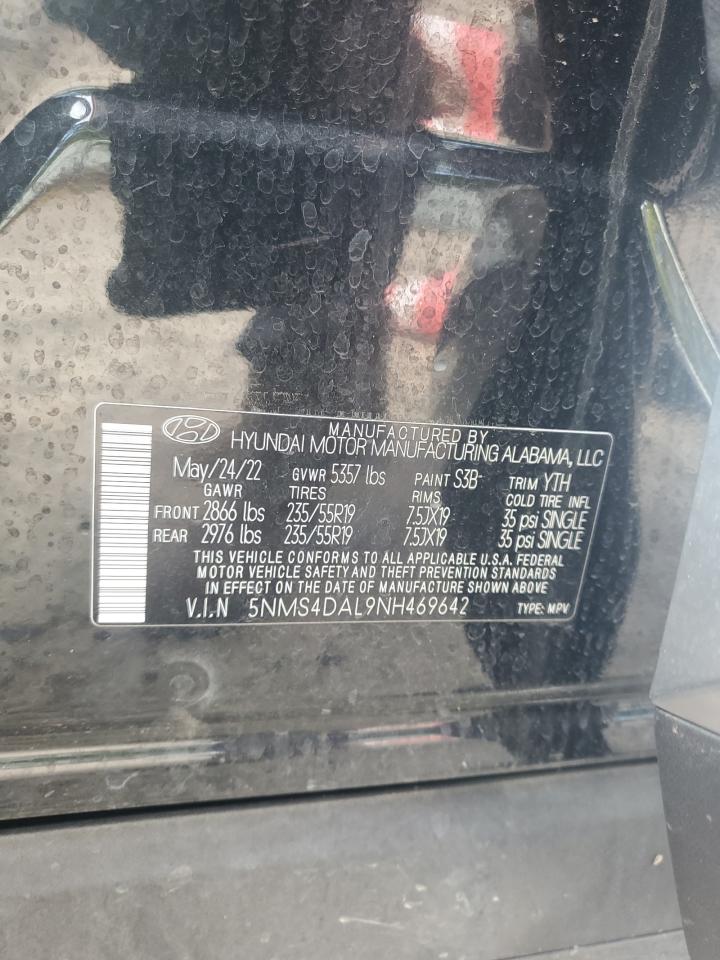 MANUFACTURED BY
HYUNDAI MOTOR MANUFACTURING ALABAMA, LLC
May/24/22 GVWR 5357 lbs PAINT S3B- TRIM YTH
GAWR TIRES RIMS COLD TIRE INFL
FRONT 2866 lbs 235/55R19 7.5JX19 35 psi SINGLE
REAR 2976 lbs 235/55R19 7.5JX19 35 psi SINGLE
THIS VEHICLE CONFORMS TO ALL APPLICABLE U.S.A. FEDERAL
MOTOR VEHICLE SAFETY AND THEFT PREVENTION STANDARDS
IN EFFECT ON THE DATE OF MANUFACTURE SHOWN ABOVE
V.I.N 5NMS4DAL9NH469642 TYPE: MPV